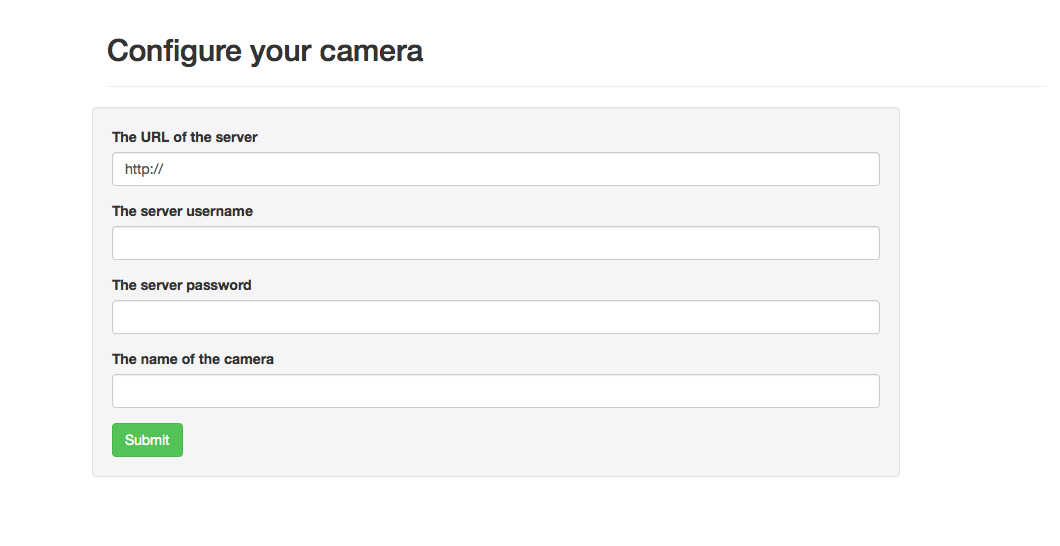 Configure your camera
The URL of the server
http://
The server username
The server password
The name of the camera
Submit